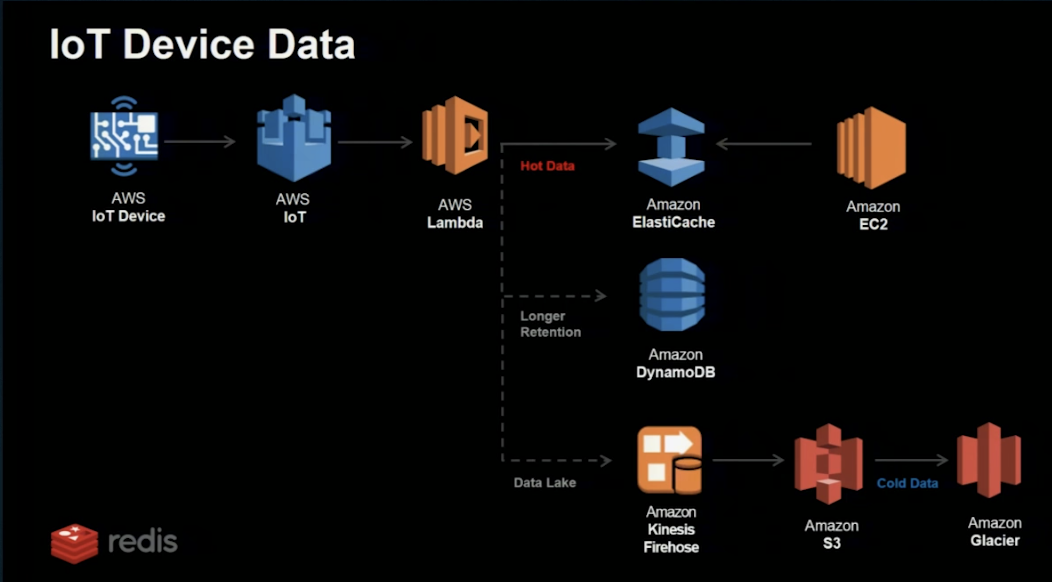 IoT Device Data
AWS
IoT Device
AWS
IoT
AWS
Lambda
Hot Data
Amazon
ElastiCache
Amazon
EC2
Longer
Retention
Amazon
DynamoDB
Data Lake
Amazon
Kinesis
Firehose
Amazon
S3
Cold Data
Amazon
Glacier
redis